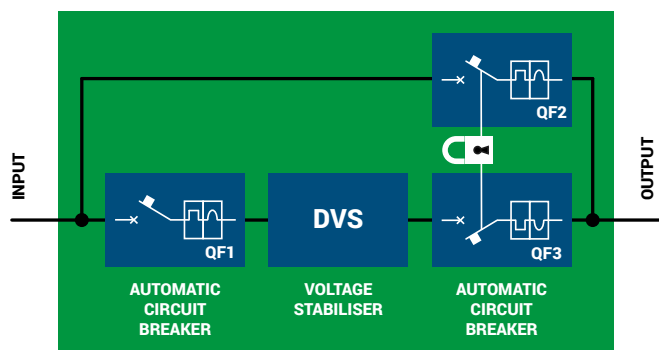 QF2
INPUT
OUTPUT
QF1
DVS
QF3
AUTOMATIC
CIRCUIT
BREAKER
VOLTAGE
STABILISER
AUTOMATIC
CIRCUIT
BREAKER